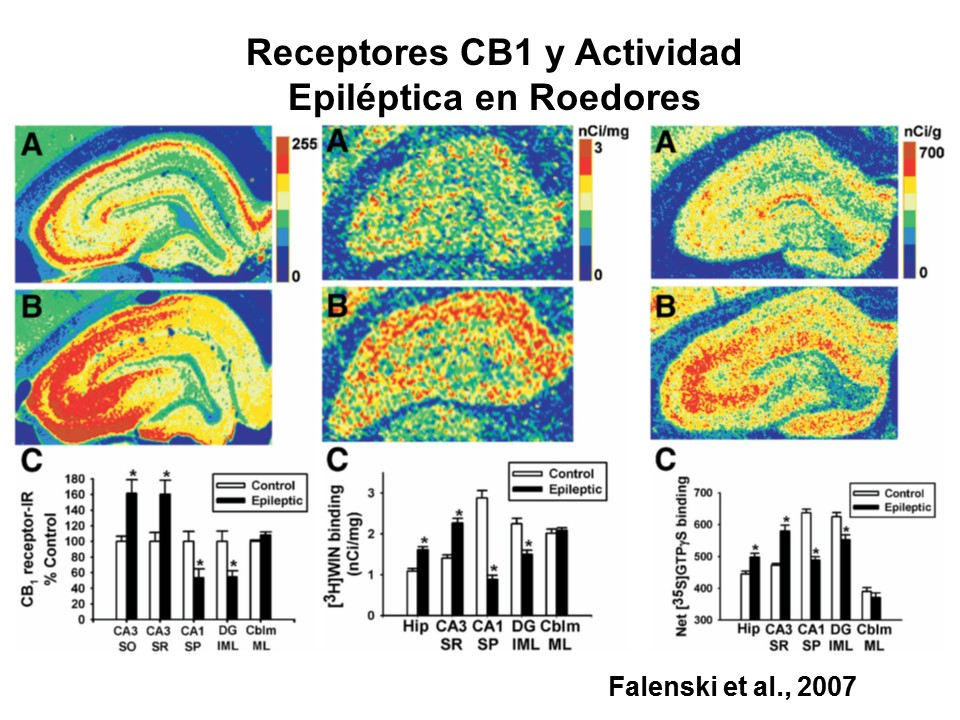 Receptores CB1 y Actividad
Epiléptica en Roedores
A
255
0
B
C
CB1 receptor-IR
% Control
180
160
140
120
100
80
60
40
20
0
Control
Epileptic
* * * *
CA3 CA3 CA1 DG Cblm
SO SR SP IML ML
A
nCi/mg
3
0
B
C
[3H]WIN binding
(nCi/mg)
3
2
1
0
Control
Epileptic
* * * *
Hip CA3 CA1 DG Cblm
SR SP IML ML
A
nCi/g
700
0
B
C
Net [35S]GTPγS binding
700
600
500
400
300
Control
Epileptic
* * * *
Hip CA3 CA1 DG Cblm
SR SP IML ML
Falenski et al., 2007